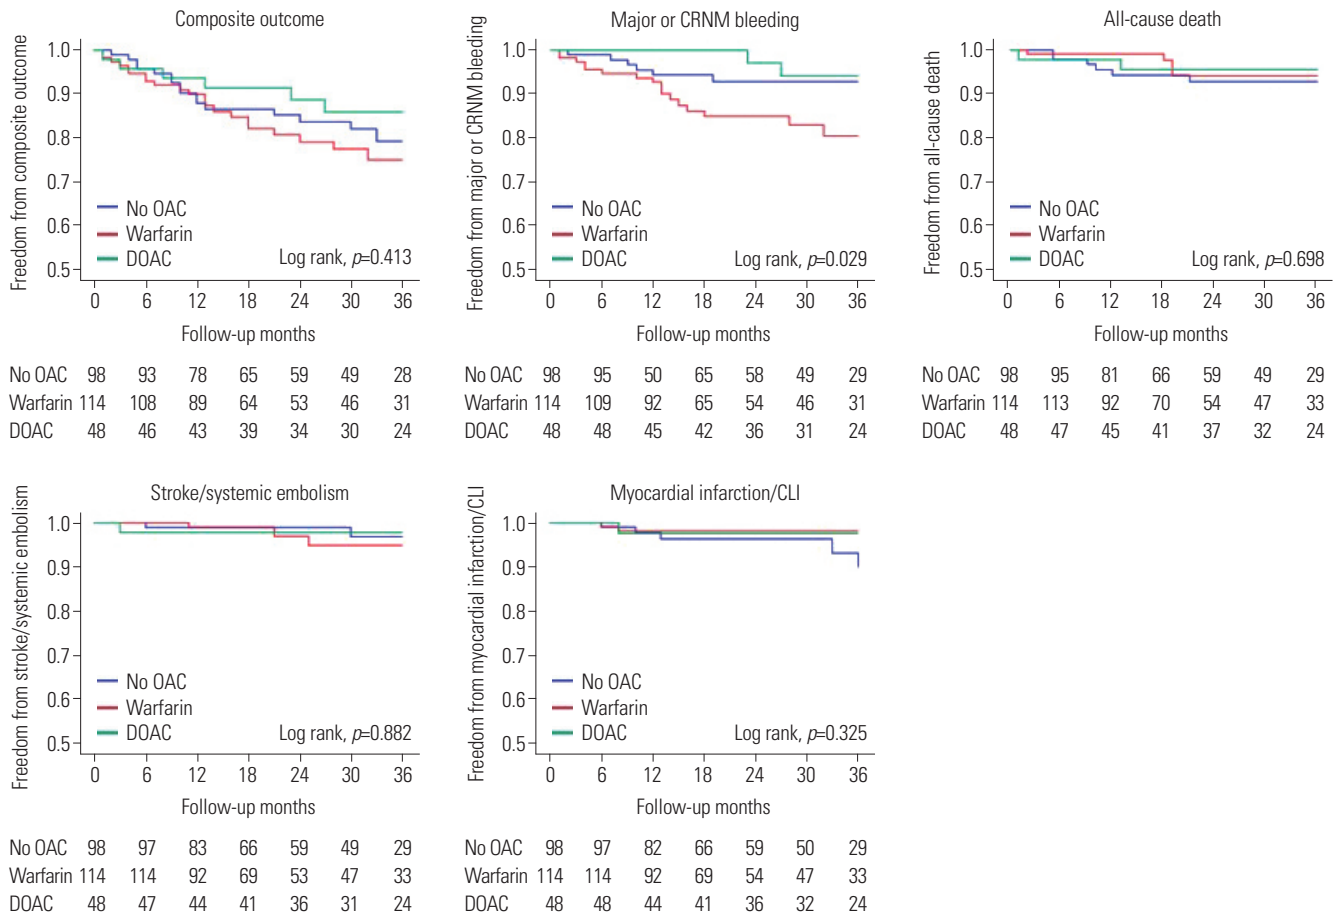 Composite outcome
Freedom from composite outcome
1.0
0.9
0.8
0.7
0.6
0.5
No OAC
Warfarin
DOAC
Log rank, p=0.413
0 6 12 18 24 30 36
Follow-up months
No OAC 98 93 78 65 59 49 28
Warfarin 114 108 89 64 53 46 31
DOAC 48 46 43 39 34 30 24
Major or CRNM bleeding
Freedom from major or CRNM bleeding
1.0
0.9
0.8
0.7
0.6
0.5
No OAC
Warfarin
DOAC
Log rank, p=0.029
0 6 12 18 24 30 36
Follow-up months
No OAC 98 95 50 65 58 49 29
Warfarin 114 109 92 65 54 46 31
DOAC 48 48 45 42 36 31 24
All-cause death
Freedom from all-cause death
1.0
0.9
0.8
0.7
0.6
0.5
No OAC
Warfarin
DOAC
Log rank, p=0.698
0 6 12 18 24 30 36
Follow-up months
No OAC 98 95 81 66 59 49 29
Warfarin 114 113 92 70 54 47 33
DOAC 48 47 45 41 37 32 24
Stroke/systemic embolism
Freedom from stroke/systemic embolism
1.0
0.9
0.8
0.7
0.6
0.5
No OAC
Warfarin
DOAC
Log rank, p=0.882
0 6 12 18 24 30 36
Follow-up months
No OAC 98 97 83 66 59 49 29
Warfarin 114 114 92 69 53 47 33
DOAC 48 47 44 41 36 31 24
Myocardial infarction/CLI
Freedom from myocardial infarction/CLI
1.0
0.9
0.8
0.7
0.6
0.5
No OAC
Warfarin
DOAC
Log rank, p=0.325
0 6 12 18 24 30 36
Follow-up months
No OAC 98 97 82 66 59 50 29
Warfarin 114 114 92 69 54 47 33
DOAC 48 48 44 41 36 32 24